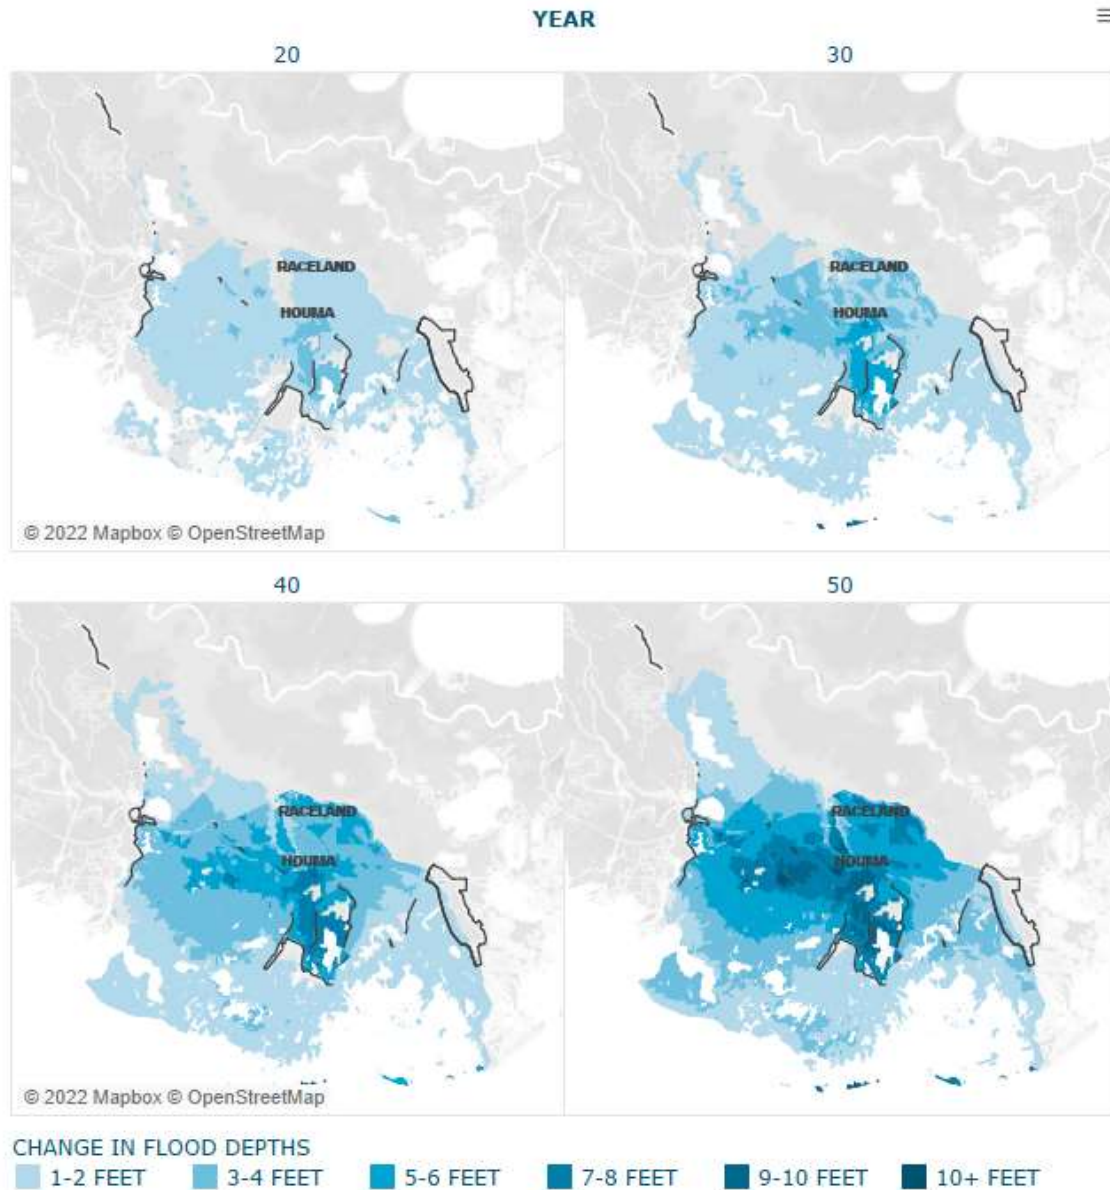 YEAR
20
30
RACELAND
HOUMA
RACELAND
HOUMA
© 2022 Mapbox © OpenStreetMap
40
50
RACELAND
HOUMA
RACELAND
HOUMA
© 2022 Mapbox © OpenStreetMap
CHANGE IN FLOOD DEPTHS
1-2 FEET 3-4 FEET 5-6 FEET 7-8 FEET 9-10 FEET 10+ FEET